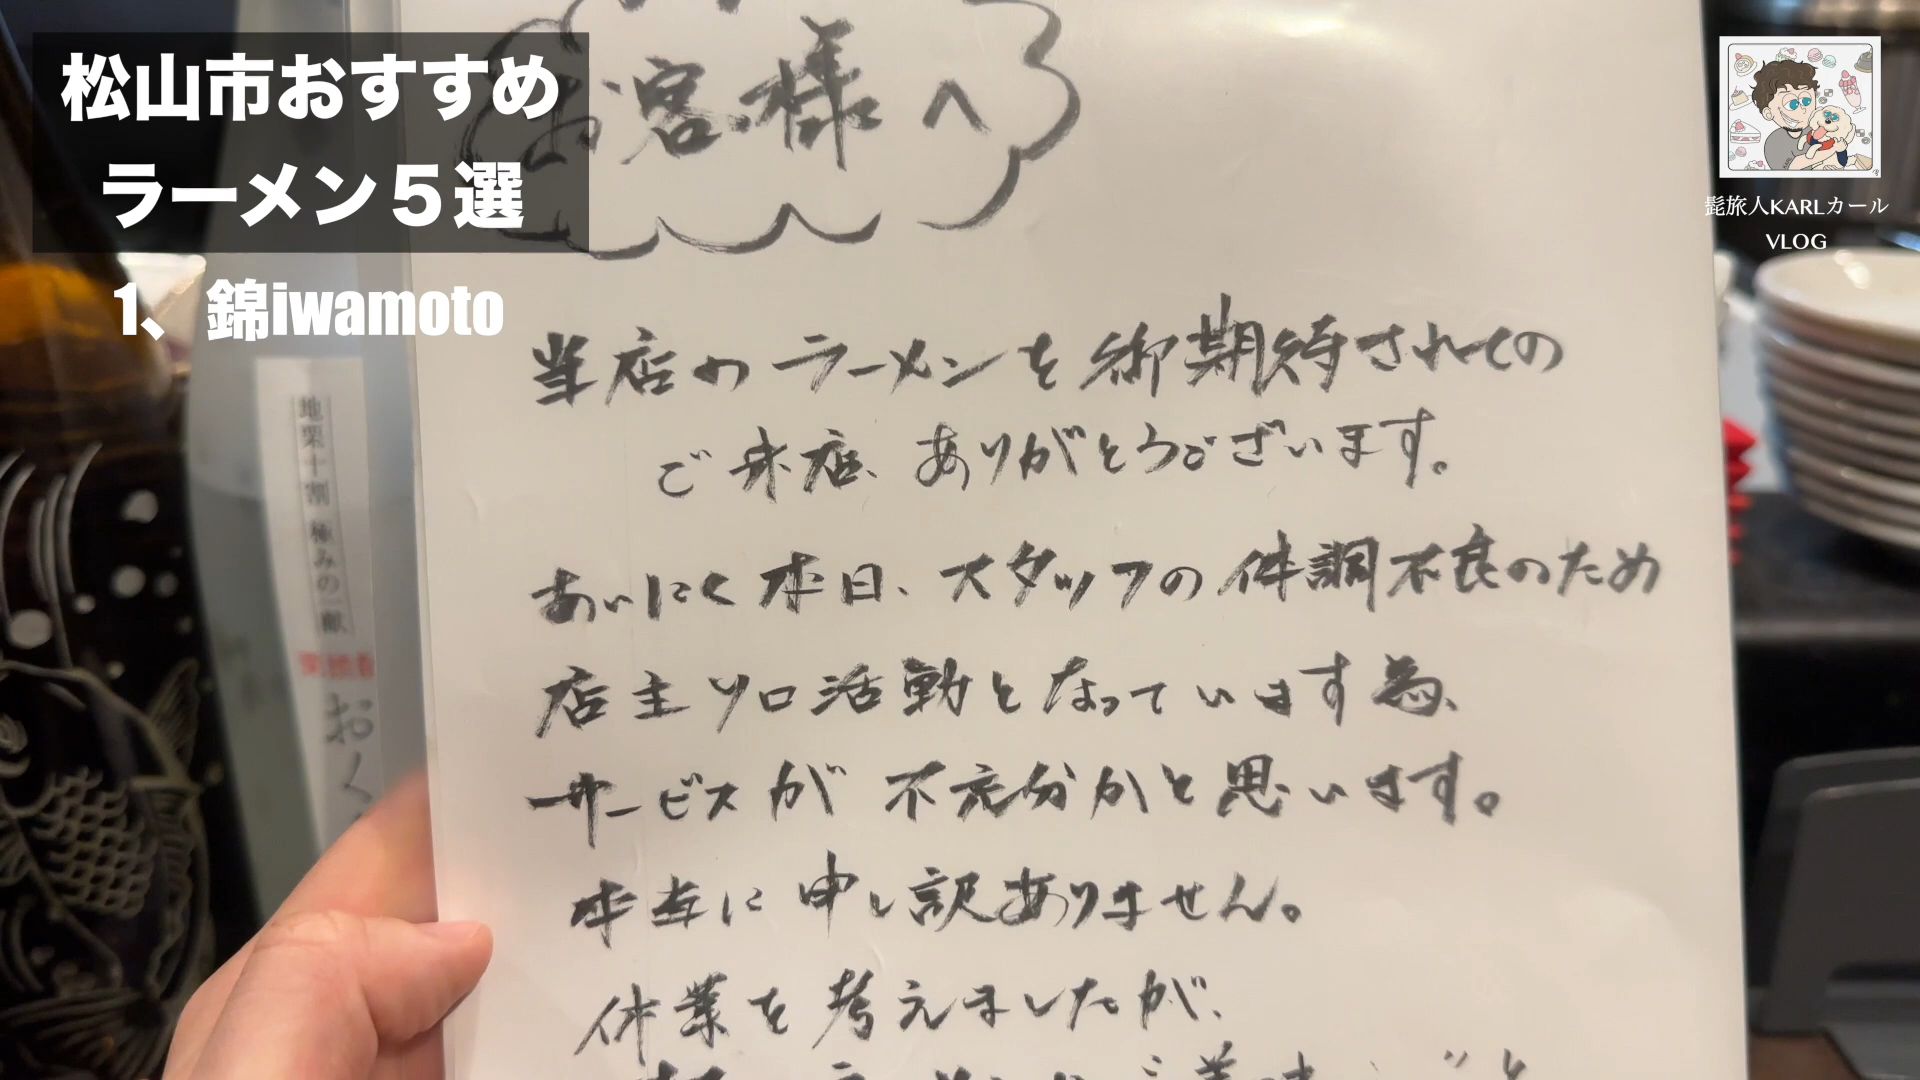 松山市おすすめ
ラーメン５選
1、錦iwamoto
髭旅人KARLカール
VLOG
お客様へ
当店のラーメンを御期待されての
ご来店、ありがとうございます。
あいにく本日、スタッフの体調不良のため
店主ソロ活動となっています為、
サービスが不充分かと思います。
本当に申し訳ありません。
休業を考えましたが、
地栗十割 極みの一献
おく